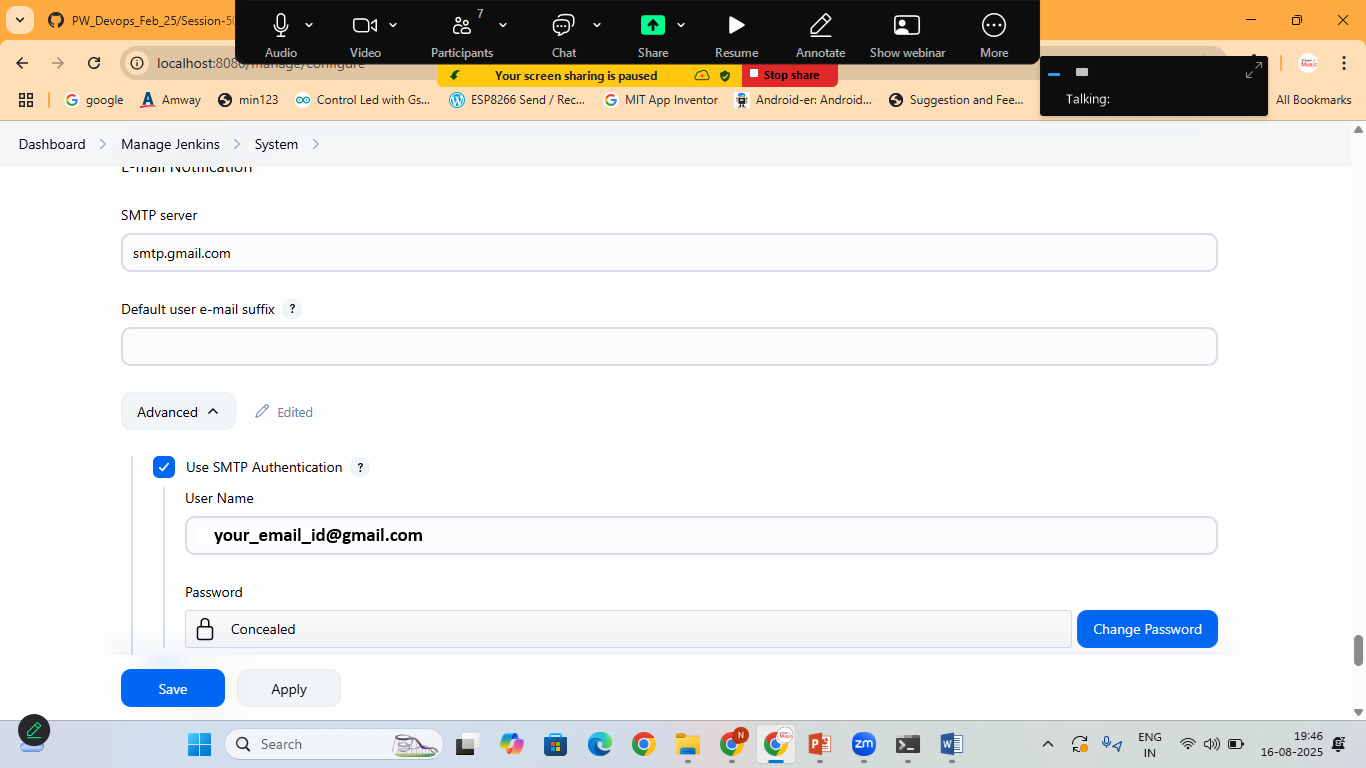 PW_Devops_Feb_25/Session-50
7
Audio
Video
Participants
Chat
Share
Resume
Annotate
Show webinar
More
localhost:8080/manage/configure
Your screen sharing is paused
Stop share
Talking:
google
Amway
min123
Control Led with Gs...
ESP8266 Send / Rec...
MIT App Inventor
Android-er: Android...
Suggestion and Fee...
All Bookmarks
Dashboard
Manage Jenkins
System
E-mail Notification
SMTP server
smtp.gmail.com
Default user e-mail suffix ?
Advanced
Edited
Use SMTP Authentication ?
User Name
your_email_id@gmail.com
Password
Concealed
Change Password
Save
Apply
Search
N
zm
ENG
IN
19:46
16-08-2025